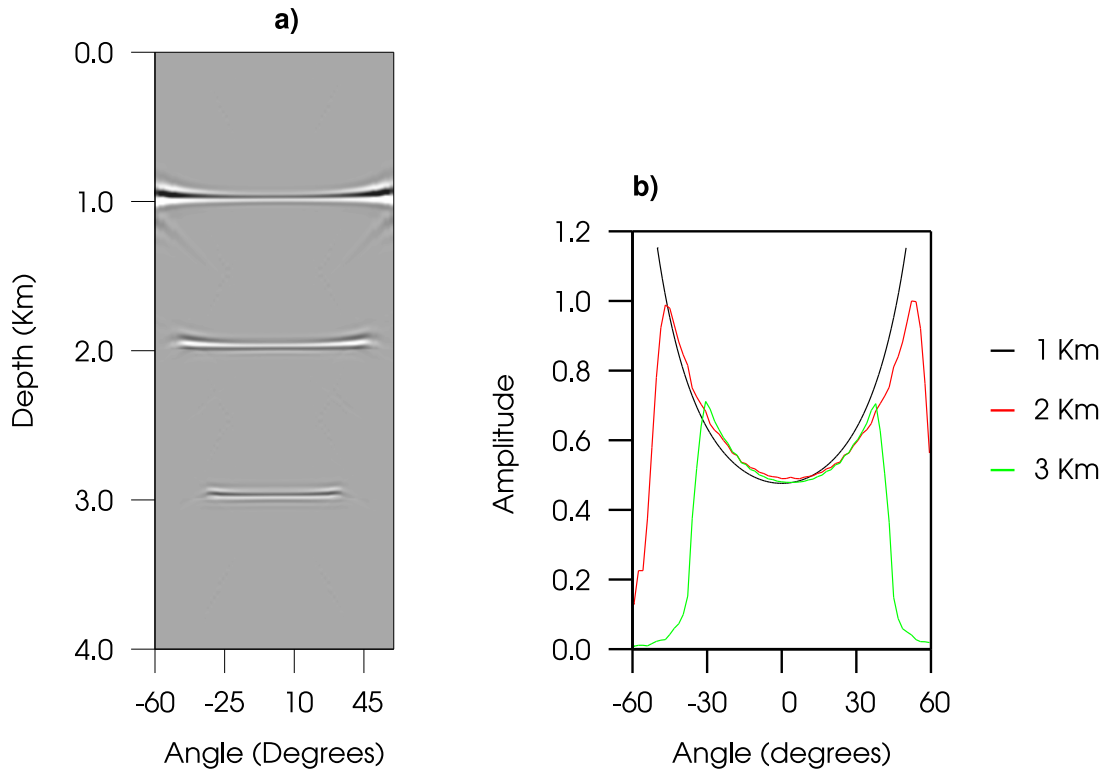 a)
0.0
1.0
2.0
3.0
4.0
Depth (Km)
-60 -25 10 45
Angle (Degrees)
b)
1.2
1.0
0.8
0.6
0.4
0.2
0.0
Amplitude
-60 -30 0 30 60
Angle (degrees)
1 Km
2 Km
3 Km